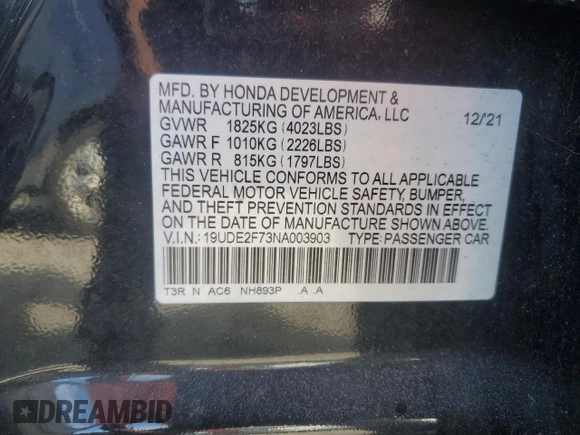 MFD. BY HONDA DEVELOPMENT &
MANUFACTURING OF AMERICA, LLC 12/21
GVWR 1825KG (4023LBS)
GAWR F 1010KG (2226LBS)
GAWR R 815KG (1797LBS)
THIS VEHICLE CONFORMS TO ALL APPLICABLE
FEDERAL MOTOR VEHICLE SAFETY, BUMPER,
AND THEFT PREVENTION STANDARDS IN EFFECT
ON THE DATE OF MANUFACTURE SHOWN ABOVE.
V.I.N.: 19UDE2F73NA003903 TYPE: PASSENGER CAR
T3R N AC6 NH893P .A .A
DREAMBID